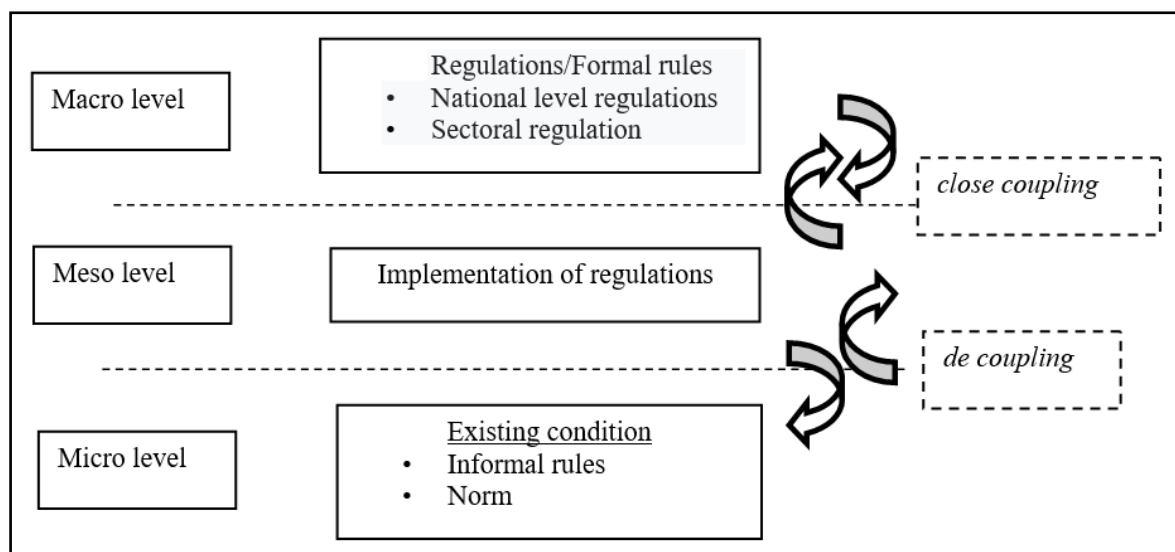 Macro level
Regulations/Formal rules
• National level regulations
• Sectoral regulation
close coupling
Meso level
Implementation of regulations
de coupling
Micro level
Existing condition
• Informal rules
• Norm